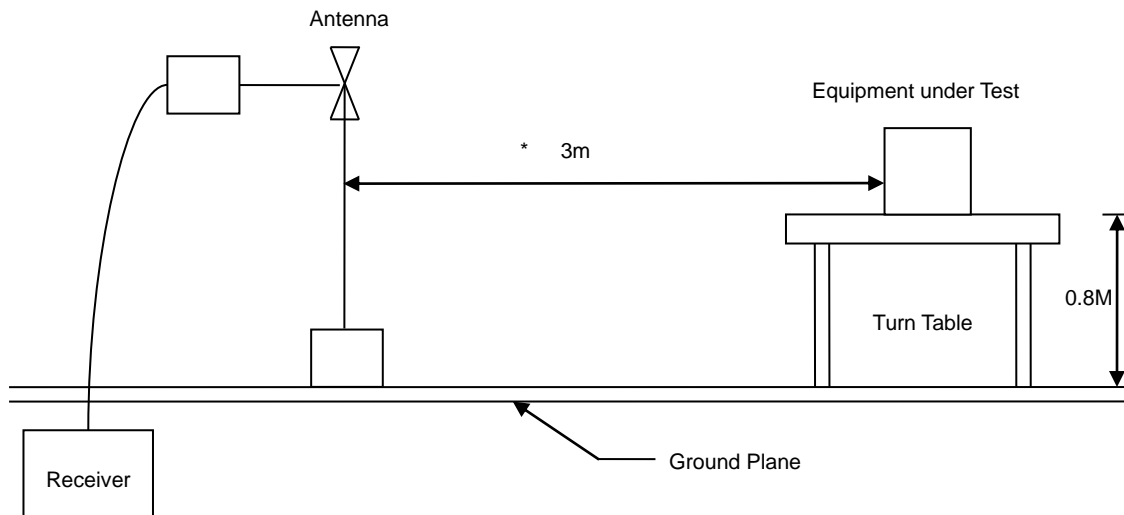 Antenna
Equipment under Test
* 3m
0.8M
Turn Table
Ground Plane
Receiver